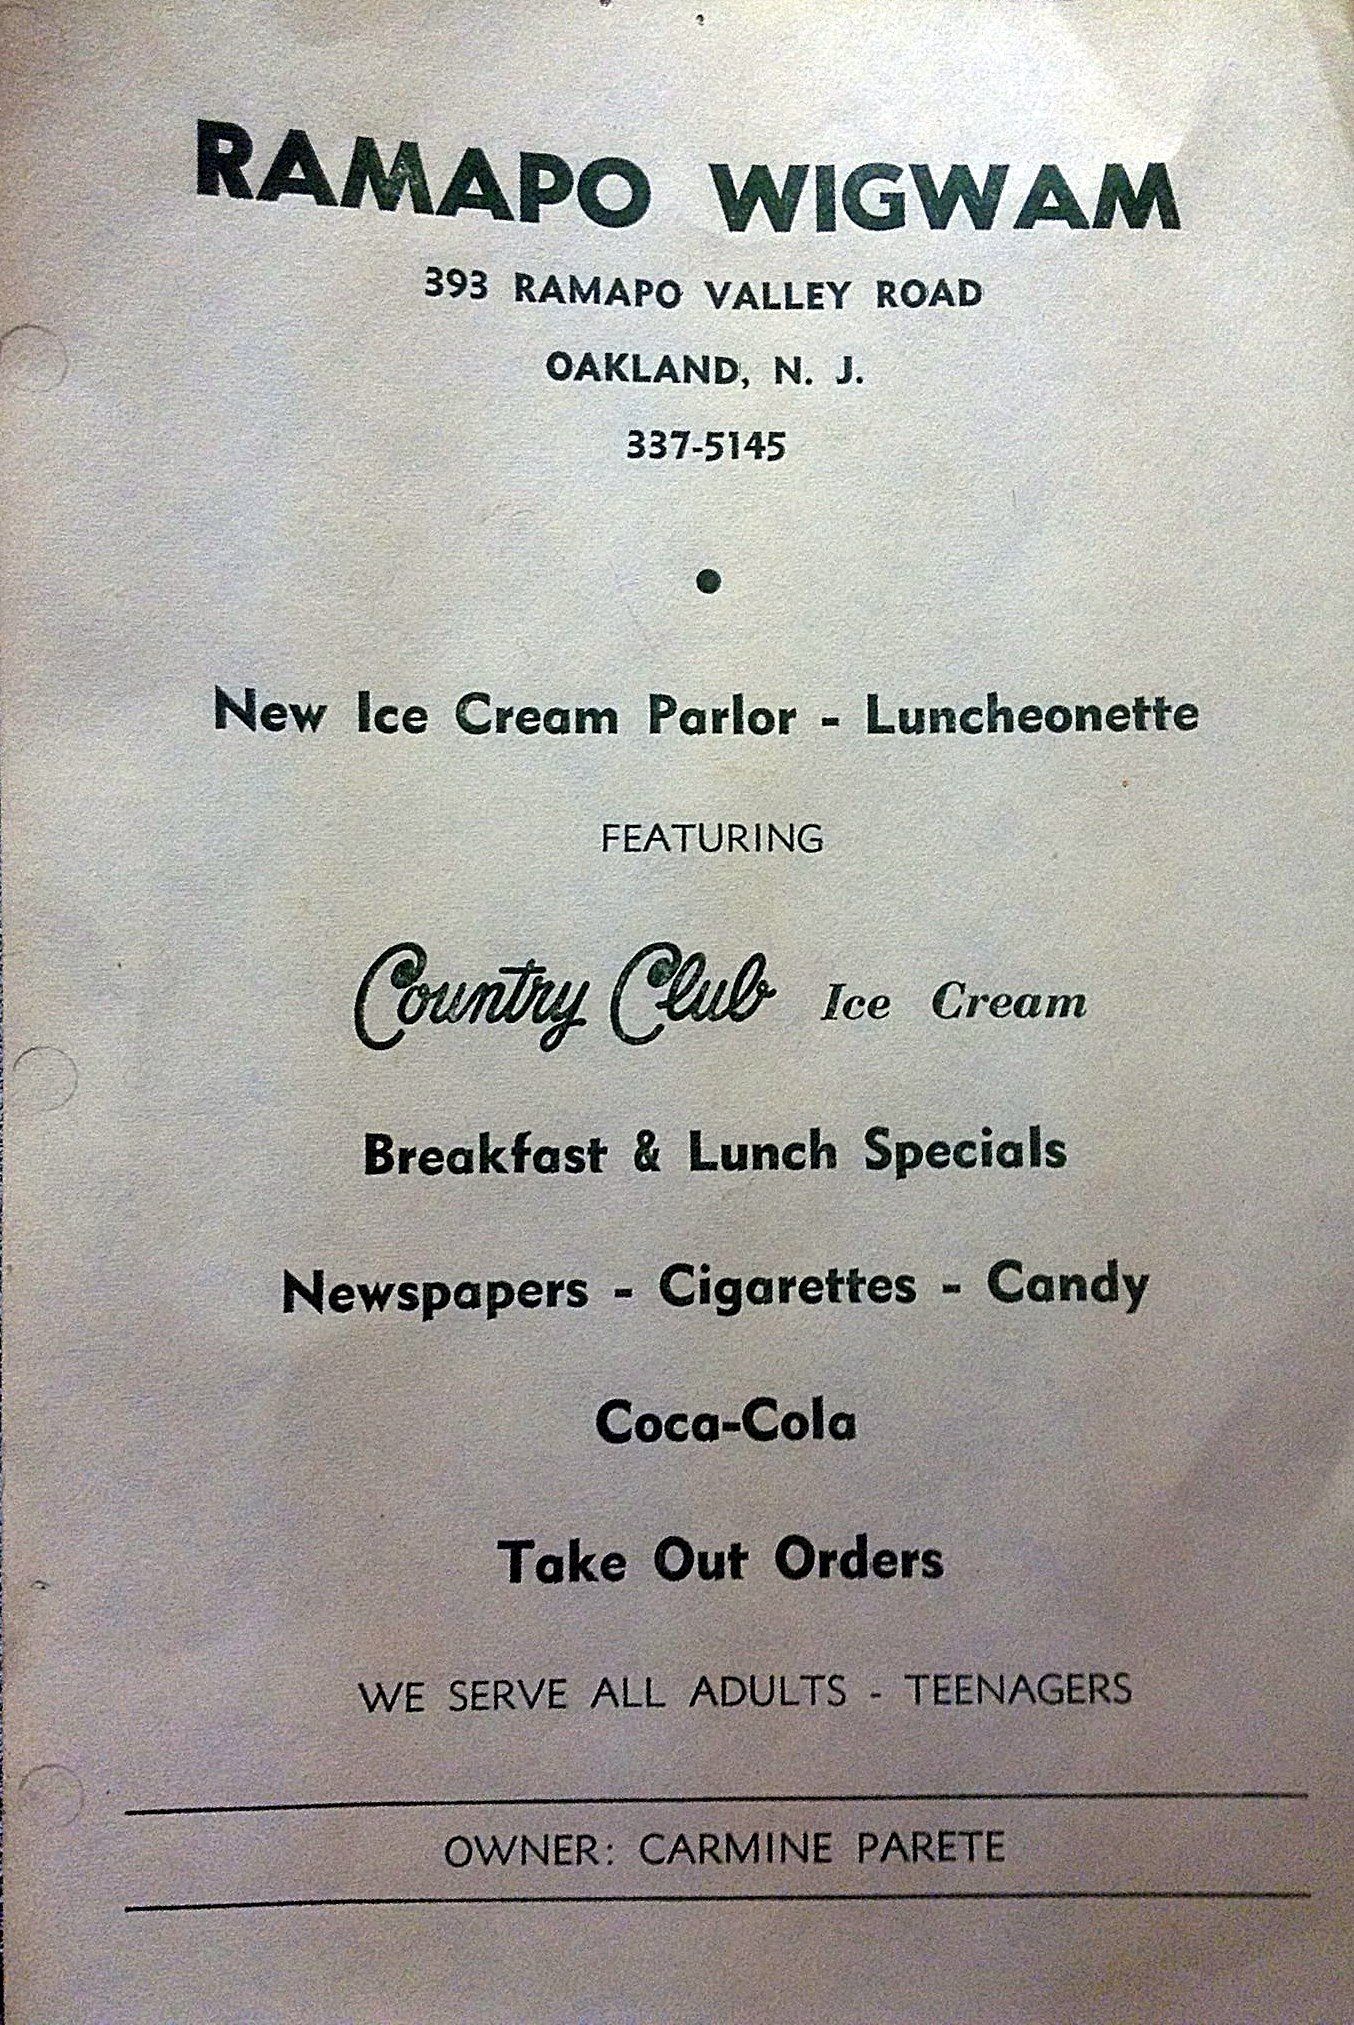 RAMAPO WIGWAM
393 RAMAPO VALLEY ROAD
OAKLAND, N. J.
337-5145
New Ice Cream Parlor - Luncheonette
FEATURING
Country Club Ice Cream
Breakfast & Lunch Specials
Newspapers - Cigarettes - Candy
Coca-Cola
Take Out Orders
WE SERVE ALL ADULTS - TEENAGERS
OWNER: CARMINE PARETE